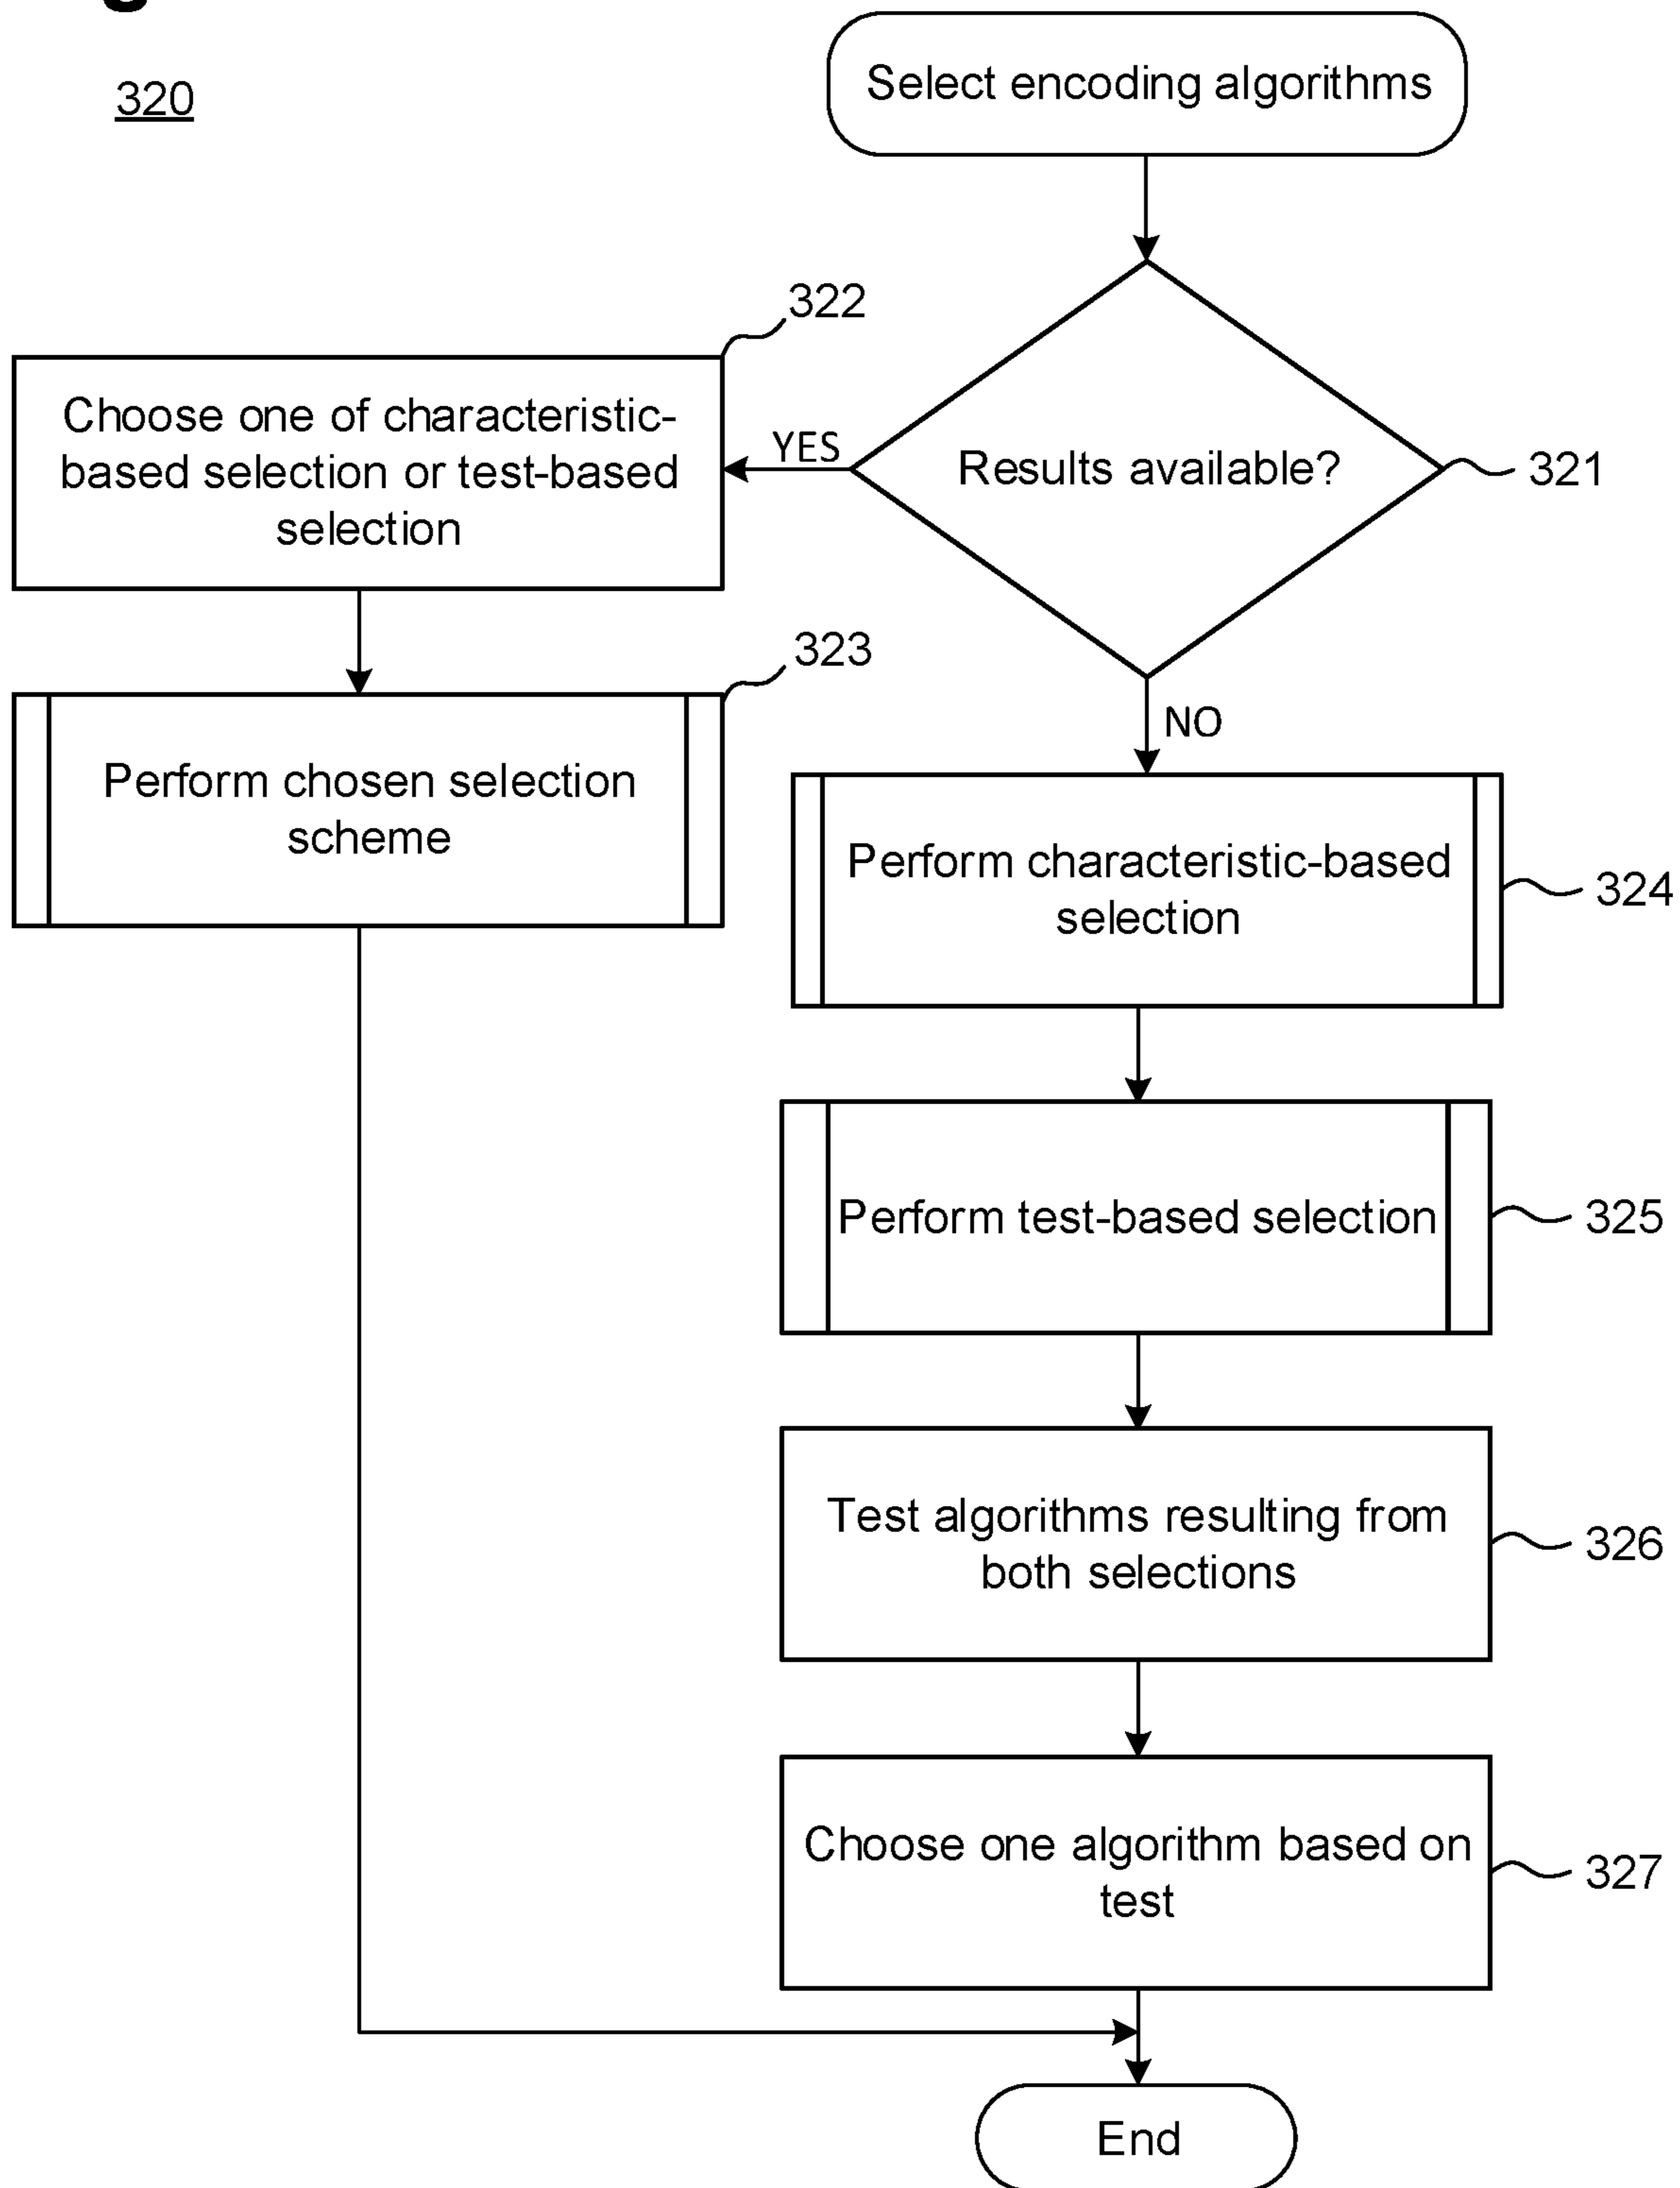 320
Select encoding algorithms
322
Choose one of characteristic-
based selection or test-based
selection
YES
Results available?
321
323
Perform chosen selection
scheme
NO
Perform characteristic-based
selection
324
Perform test-based selection
325
Test algorithms resulting from
both selections
326
Choose one algorithm based on
test
327
End